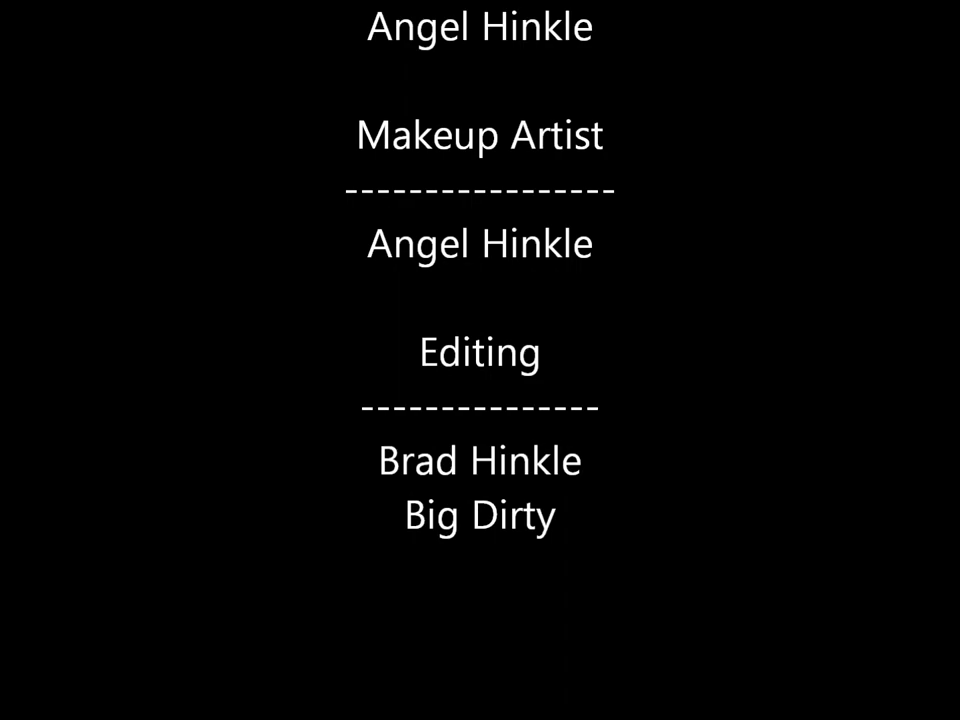 Angel Hinkle
Makeup Artist
-----------------
Angel Hinkle
Editing
---------------
Brad Hinkle
Big Dirty